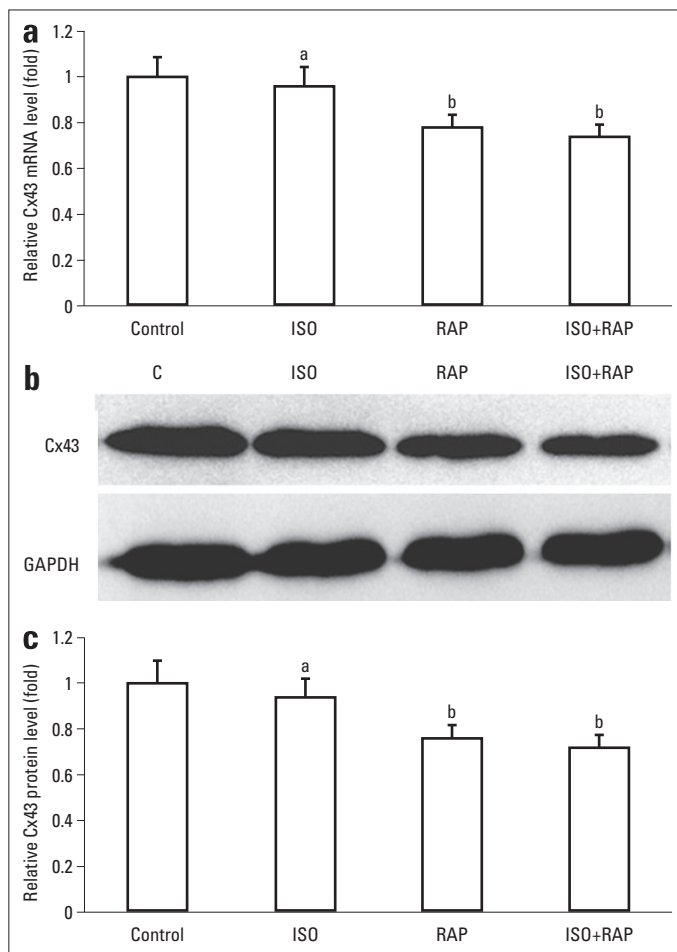 a
Relative Cx43 mRNA level (fold)
1.2
1
0.8
0.6
0.4
0.2
0
a
b
b
Control ISO RAP ISO+RAP
b
C ISO RAP ISO+RAP
Cx43
GAPDH
c
Relative Cx43 protein level (fold)
1.2
1
0.8
0.6
0.4
0.2
0
a
b
b
Control ISO RAP ISO+RAP